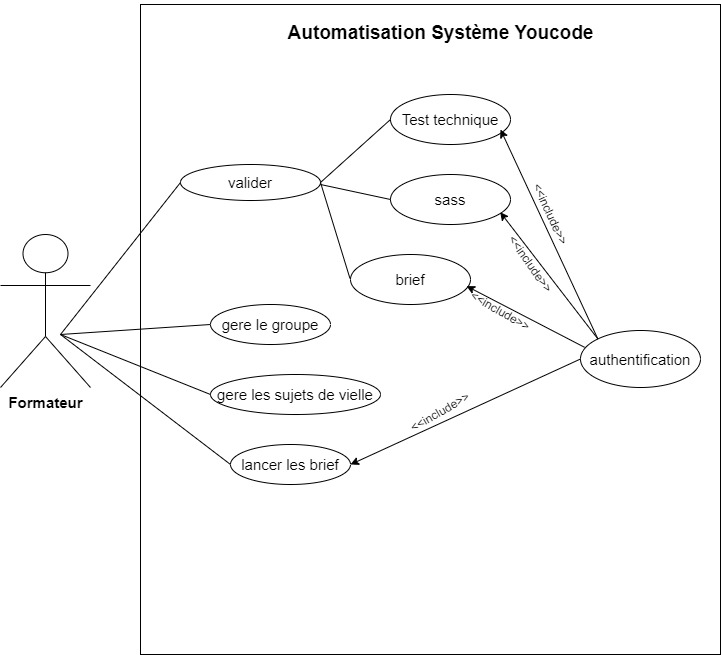 Automatisation Système Youcode
Test technique
valider
<<include>>
sass
<<include>>
brief
<<include>>
gere le groupe
authentification
gere les sujets de vielle
Formateur
<<include>>
lancer les brief